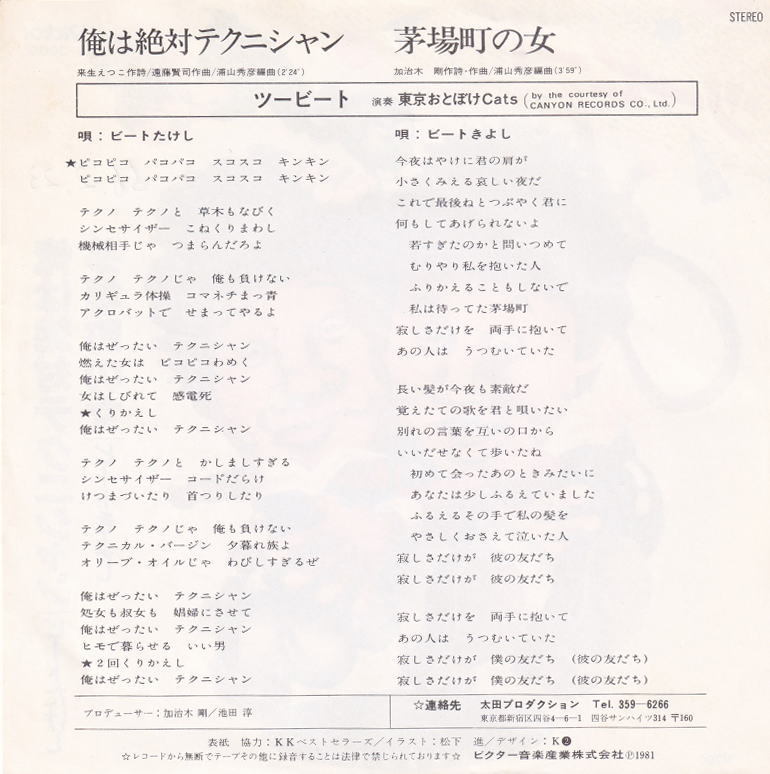 STEREO
俺は絶対テクニシャン
来生えつこ作詩/遠藤賢司作曲/浦山秀彦編曲(2'24")
茅場町の女
加治木 剛作詩・作曲/浦山秀彦編曲(3'59")
ツービート 演奏 東京おとぼけCats (by the courtesy of CANYON RECORDS CO., Ltd.)
唄：ビートたけし
★ピコピコ パコパコ スコスコ キンキン
ピコピコ パコパコ スコスコ キンキン
テクノ テクノと 草木もなびく
シンセサイザー こねくりまわし
機械相手じゃ つまらんだろよ
テクノ テクノじゃ 俺も負けない
カリギュラ体操 コマネチまっ青
アクロバットで せまってやるよ
俺はぜったい テクニシャン
燃えた女は ピコピコわめく
俺はぜったい テクニシャン
女はしびれて 感電死
★くりかえし
俺はぜったい テクニシャン
テクノ テクノと かしましすぎる
シンセサイザー コードだらけ
けつまづいたり 首つりしたり
テクノ テクノじゃ 俺も負けない
テクニカル・バージン 夕暮れ族よ
オリーブ・オイルじゃ わびしすぎるぜ
俺はぜったい テクニシャン
処女も叔女も 娼婦にさせて
俺はぜったい テクニシャン
ヒモで暮らせる いい男
★2回くりかえし
俺はぜったい テクニシャン
唄：ビートきよし
今夜はやけに君の肩が
小さくみえる哀しい夜だ
これで最後ねとつぶやく君に
何もしてあげられないよ
若すぎたのかと問いつめて
むりやり私を抱いた人
ふりかえることもしないで
私は待ってた茅場町
寂しさだけを 両手に抱いて
あの人は うつむいていた
長い髪が今夜も素敵だ
覚えたての歌を君と唄いたい
別れの言葉を互いの口から
いいだせなくて歩いたね
初めて会ったあのときみたいに
あなたは少しふるえていました
ふるえるその手で私の髪を
やさしくおさえて泣いた人
寂しさだけが 彼の友だち
寂しさだけが 彼の友だち
寂しさだけを 両手に抱いて
あの人は うつむいていた
寂しさだけが 僕の友だち (彼の友だち)
寂しさだけが 僕の友だち (彼の友だち)
プロデューサー：加治木 剛／池田 淳
☆連絡先 太田プロダクション Tel. 359-6266
東京都新宿区四谷4-6-1 四谷サンハイツ314 〒160
表紙 協力：KKベストセラーズ／イラスト：松下 進／デザイン：K❷
☆レコードから無断でテープその他に録音することは法律で禁じられております☆ ビクター音楽産業株式会社Ⓟ1981